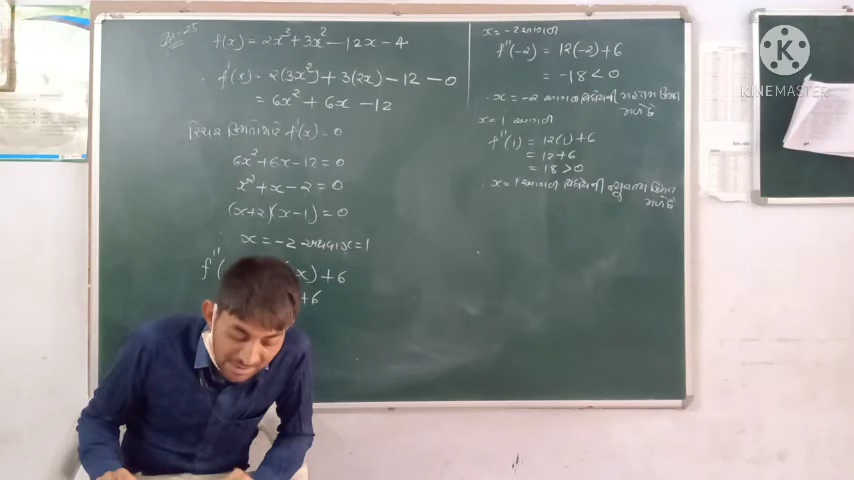 ઉદા-25 f(x) = 2x³ + 3x² - 12x - 4
∴ f'(x) = 2(3x²) + 3(2x) - 12 - 0
= 6x² + 6x - 12
f'(x) = 0
6x² + 6x - 12 = 0
x² + x - 2 = 0
(x+2)(x-1) = 0
∴ x = -2 અથવા x = 1
f''( x) + 6
+ 6
x = -2 આગળ
f''(-2) = 12(-2) + 6
= -18 < 0
∴ x = -2 આગળ વિધેયની મહત્તમ કિંમત
મળે છે
x = 1 આગળ
f''(1) = 12(1) + 6
= 12 + 6
= 18 > 0
∴ x = 1 આગળ વિધેયની ન્યૂનતમ કિંમત
મળે છે
KINEMASTER